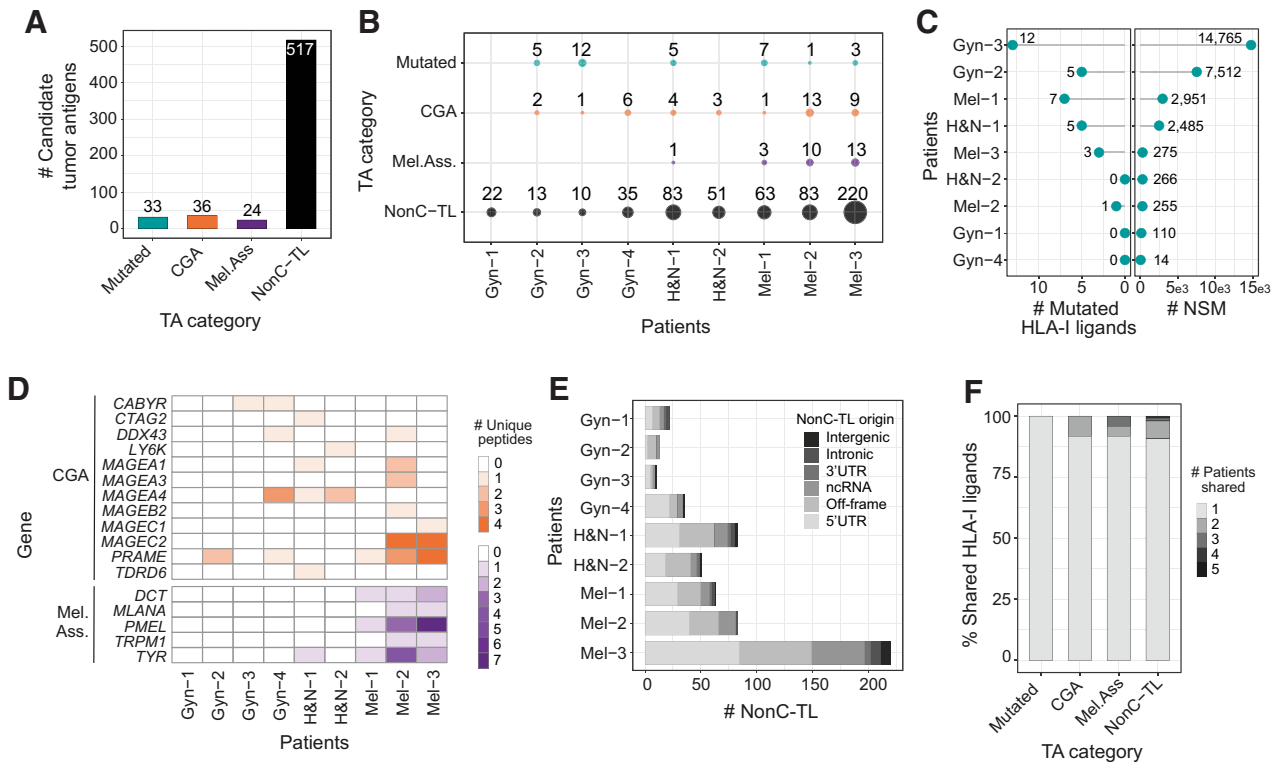 A
# Candidate
tumor antigens
500
400
300
200
100
0
33
36
24
517
Mutated
CGA
Mel.Ass
NonC−TL
TA category
B
TA category
Mutated
CGA
Mel.Ass.
NonC−TL
5 12 5 7 1 3
2 1 6 4 3 1 13 9
1 3 10 13
22 13 10 35 83 51 63 83 220
Gyn−1
Gyn−2
Gyn−3
Gyn−4
H&N−1
H&N−2
Mel−1
Mel−2
Mel−3
Patients
C
Patients
Gyn−3 12 14,765
Gyn−2 5 7,512
Mel−1 7 2,951
H&N−1 5 2,485
Mel−3 3 275
H&N−2 0 266
Mel−2 1 255
Gyn−1 0 110
Gyn−4 0 14
10 5 0 0 5e3 10e3 15e3
# Mutated
HLA-I ligands
# NSM
D
Gene
CGA
CABYR
CTAG2
DDX43
LY6K
MAGEA1
MAGEA3
MAGEA4
MAGEB2
MAGEC1
MAGEC2
PRAME
TDRD6
Mel.
Ass.
DCT
MLANA
PMEL
TRPM1
TYR
Gyn−1
Gyn−2
Gyn−3
Gyn−4
H&N−1
H&N−2
Mel−1
Mel−2
Mel−3
Patients
# Unique
peptides
0
1
2
3
4
0
1
2
3
4
5
6
7
E
Patients
Gyn−1
Gyn−2
Gyn−3
Gyn−4
H&N−1
H&N−2
Mel−1
Mel−2
Mel−3
NonC-TL origin
Intergenic
Intronic
3'UTR
ncRNA
Off-frame
5'UTR
0 50 100 150 200
# NonC-TL
F
% Shared HLA-I ligands
100
75
50
25
0
Mutated
CGA
Mel.Ass
NonC−TL
TA category
# Patients
shared
1
2
3
4
5